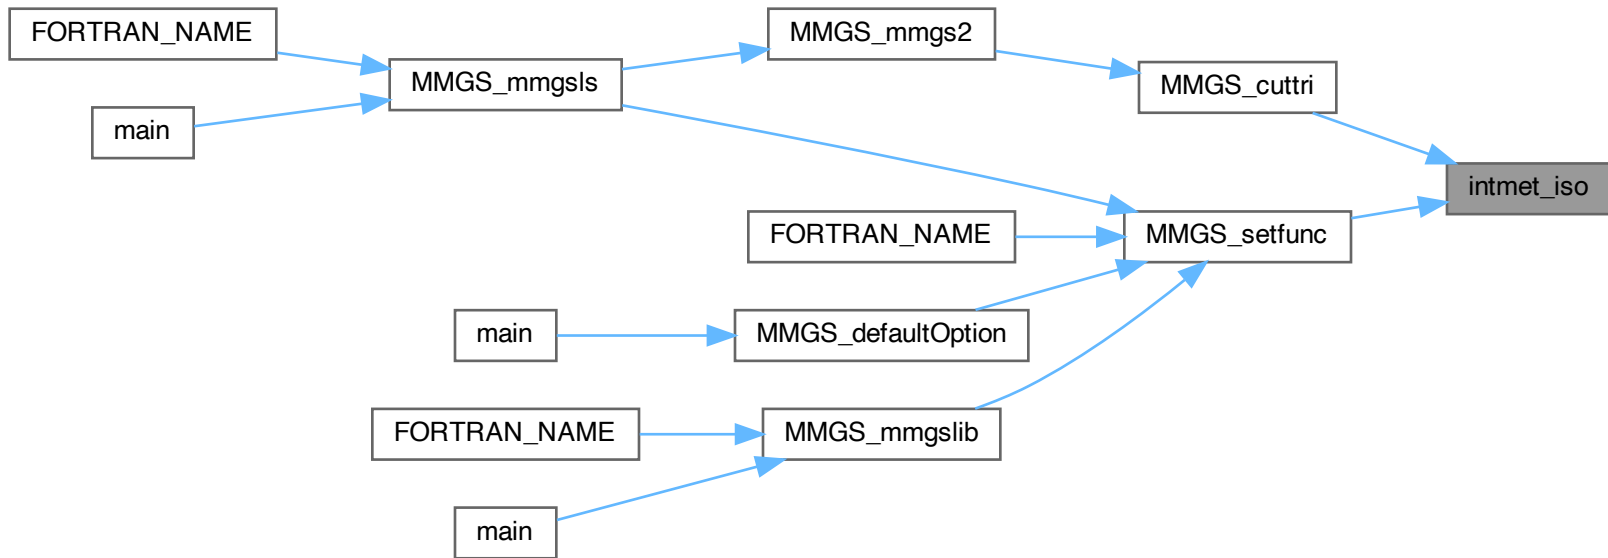 FORTRAN_NAME
MMGS_mmgs2
MMGS_mmgsls
MMGS_cuttri
main
intmet_iso
FORTRAN_NAME
MMGS_setfunc
main
MMGS_defaultOption
FORTRAN_NAME
MMGS_mmgslib
main